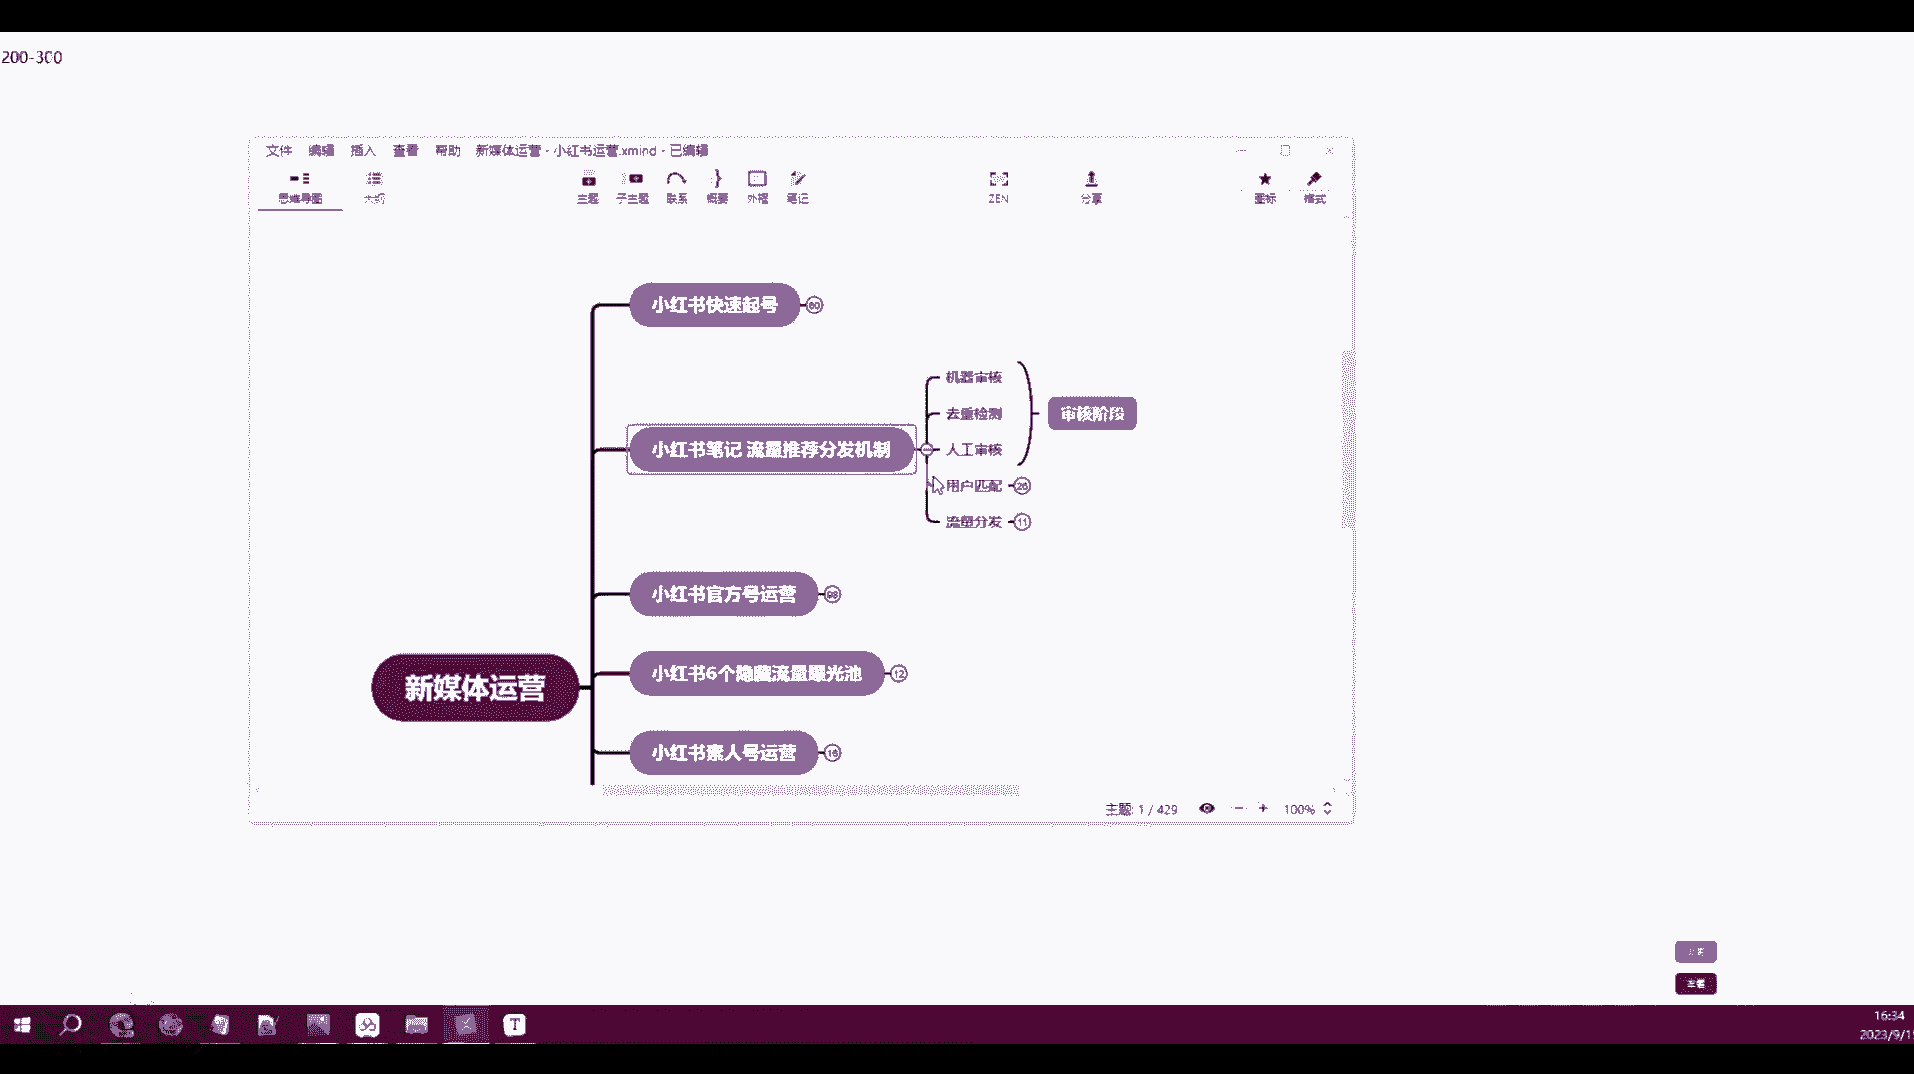 200-300
文件 编辑 插入 查看 帮助 新媒体运营 - 小红书运营.xmind - 已编辑
思维导图 大纲 主题 子主题 联系 概要 外框 笔记 ZEN 分享 图标 格式
小红书快速起号
机器审核
去重检测
审核阶段
小红书笔记 流量推荐分发机制
人工审核
用户匹配
流量分发 11
小红书官方号运营
小红书6个隐藏流量曝光池 12
新媒体运营
小红书素人号运营 16
主题: 1 / 429 100%
T
16:34
2023/9/1